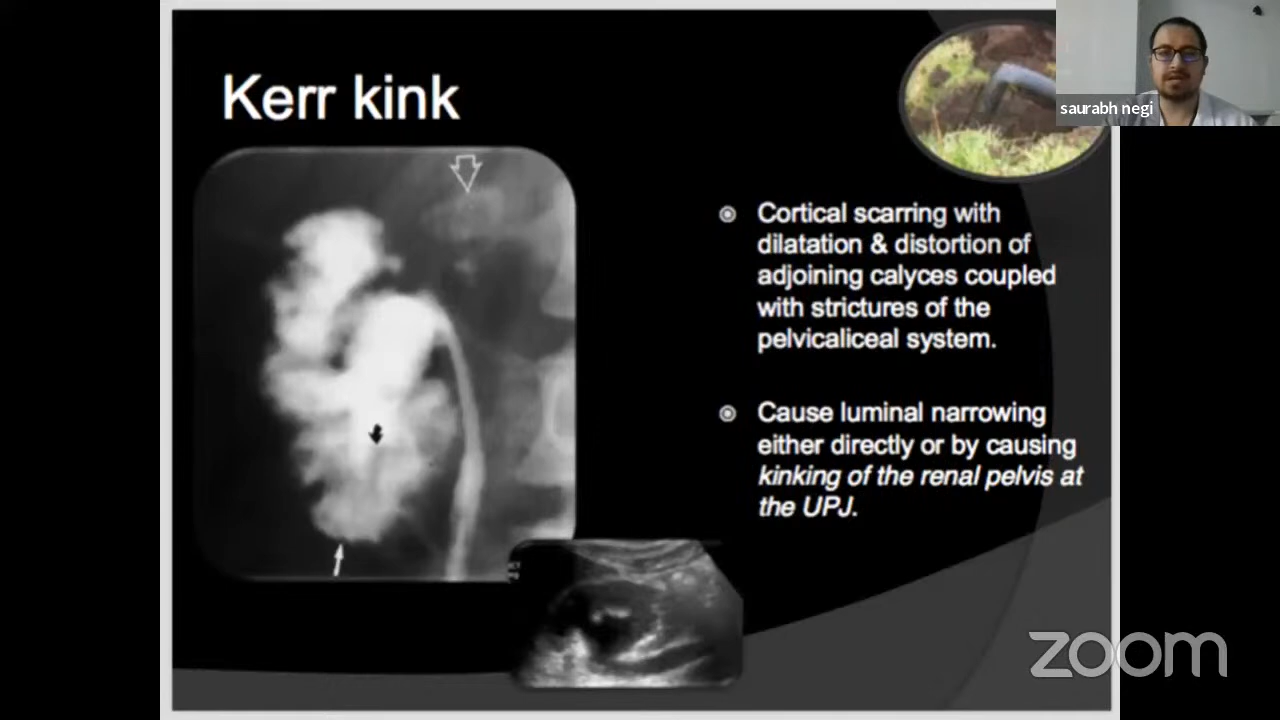 Kerr kink
saurabh negi
Cortical scarring with
dilatation & distortion of
adjoining calyces coupled
with strictures of the
pelvicaliceal system.
Cause luminal narrowing
either directly or by causing
kinking of the renal pelvis at
the UPJ.
zoom